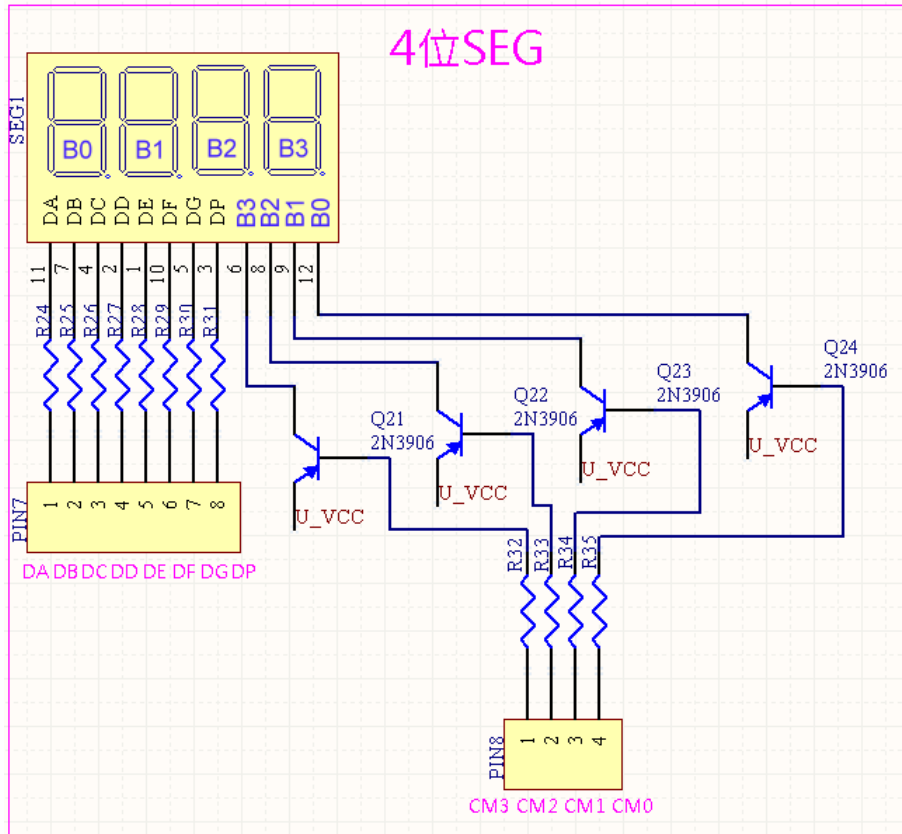 4位SEG
SEG1
B0 B1 B2 B3
DA DB DC DD DE DF DG DP B3 B2 B1 B0
11 7 4 2 1 10 5 3 6 8 9 12
R24 R25 R26 R27 R28 R29 R30 R31
Q24
2N3906
Q23
2N3906
Q22
2N3906
Q21
2N3906
U_VCC
U_VCC
U_VCC
U_VCC
PIN7
1 2 3 4 5 6 7 8
DA DB DC DD DE DF DG DP
R32 R33 R34 R35
PIN8
1 2 3 4
CM3 CM2 CM1 CM0